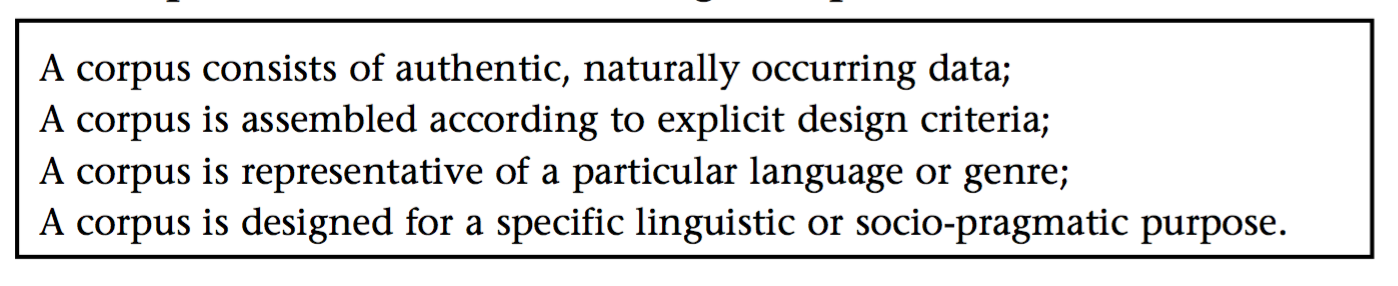 A corpus consists of authentic, naturally occurring data;
A corpus is assembled according to explicit design criteria;
A corpus is representative of a particular language or genre;
A corpus is designed for a specific linguistic or socio-pragmatic purpose.